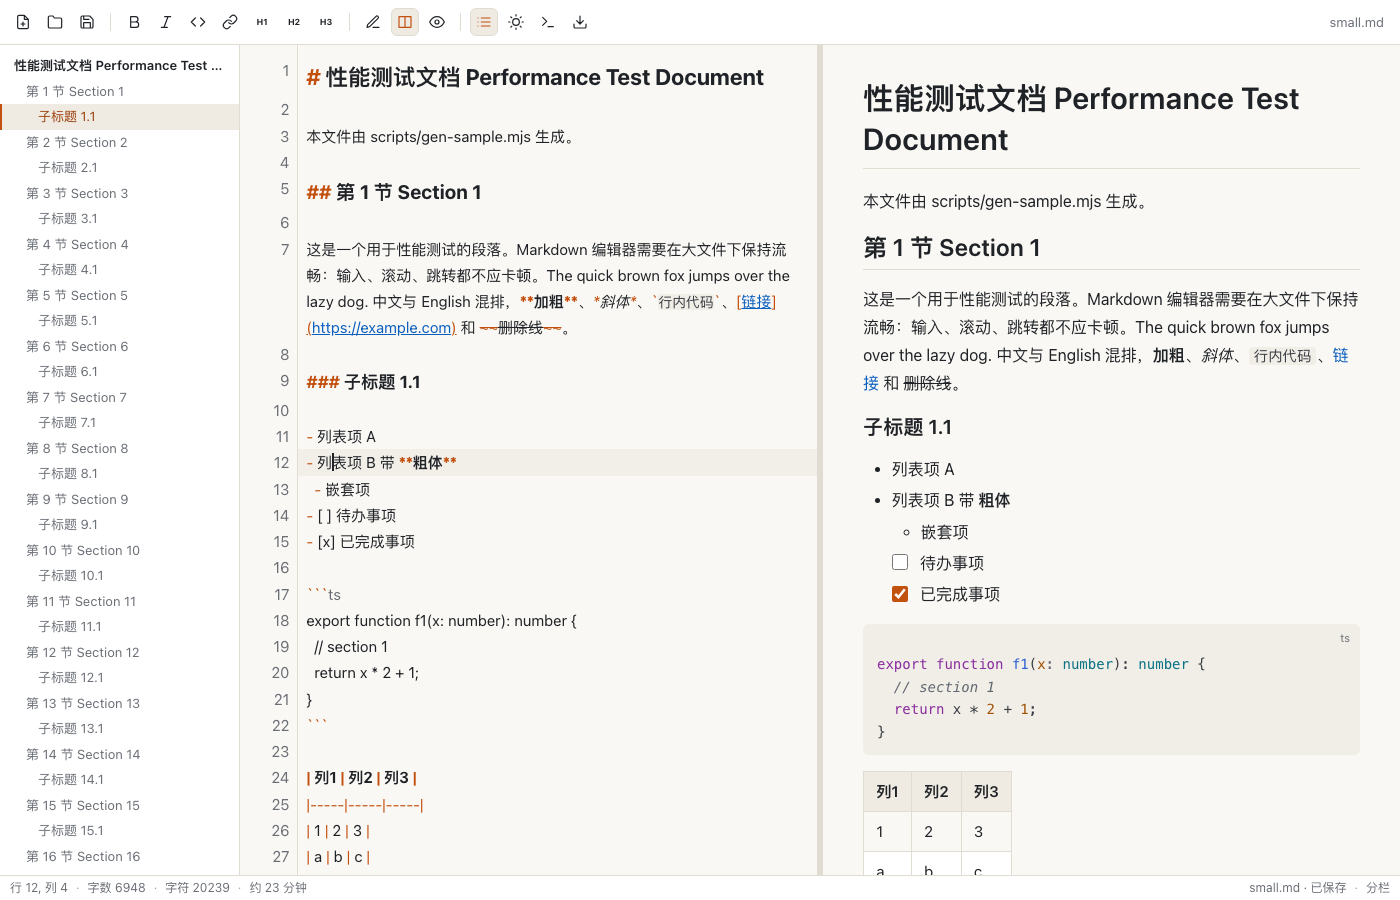 B I H1 H2 H3 small.md
性能测试文档 Performance Test ...
第 1 节 Section 1
子标题 1.1
第 2 节 Section 2
子标题 2.1
第 3 节 Section 3
子标题 3.1
第 4 节 Section 4
子标题 4.1
第 5 节 Section 5
子标题 5.1
第 6 节 Section 6
子标题 6.1
第 7 节 Section 7
子标题 7.1
第 8 节 Section 8
子标题 8.1
第 9 节 Section 9
子标题 9.1
第 10 节 Section 10
子标题 10.1
第 11 节 Section 11
子标题 11.1
第 12 节 Section 12
子标题 12.1
第 13 节 Section 13
子标题 13.1
第 14 节 Section 14
子标题 14.1
第 15 节 Section 15
子标题 15.1
第 16 节 Section 16
1 # 性能测试文档 Performance Test Document
2
3 本文件由 scripts/gen-sample.mjs 生成。
4
5 ## 第 1 节 Section 1
6
7 这是一个用于性能测试的段落。Markdown 编辑器需要在大文件下保持流
畅：输入、滚动、跳转都不应卡顿。The quick brown fox jumps over the
lazy dog. 中文与 English 混排，**加粗**、*斜体*、`行内代码`、[链接]
(https://example.com) 和 ~~删除线~~。
8
9 ### 子标题 1.1
10
11 - 列表项 A
12 - 列表项 B 带 **粗体**
13   - 嵌套项
14 - [ ] 待办事项
15 - [x] 已完成事项
16
17 ```ts
18 export function f1(x: number): number {
19   // section 1
20   return x * 2 + 1;
21 }
22 ```
23
24 | 列1 | 列2 | 列3 |
25 |-----|-----|-----|
26 | 1 | 2 | 3 |
27 | a | b | c |
性能测试文档 Performance Test
Document
本文件由 scripts/gen-sample.mjs 生成。
第 1 节 Section 1
这是一个用于性能测试的段落。Markdown 编辑器需要在大文件下保持
流畅：输入、滚动、跳转都不应卡顿。The quick brown fox jumps
over the lazy dog. 中文与 English 混排，加粗、斜体、行内代码、链
接 和 删除线。
子标题 1.1
• 列表项 A
• 列表项 B 带 粗体
◦ 嵌套项
待办事项
已完成事项
ts
export function f1(x: number): number {
  // section 1
  return x * 2 + 1;
}
列1 列2 列3
1 2 3
a b c
行 12, 列 4 · 字数 6948 · 字符 20239 · 约 23 分钟
small.md · 已保存 · 分栏